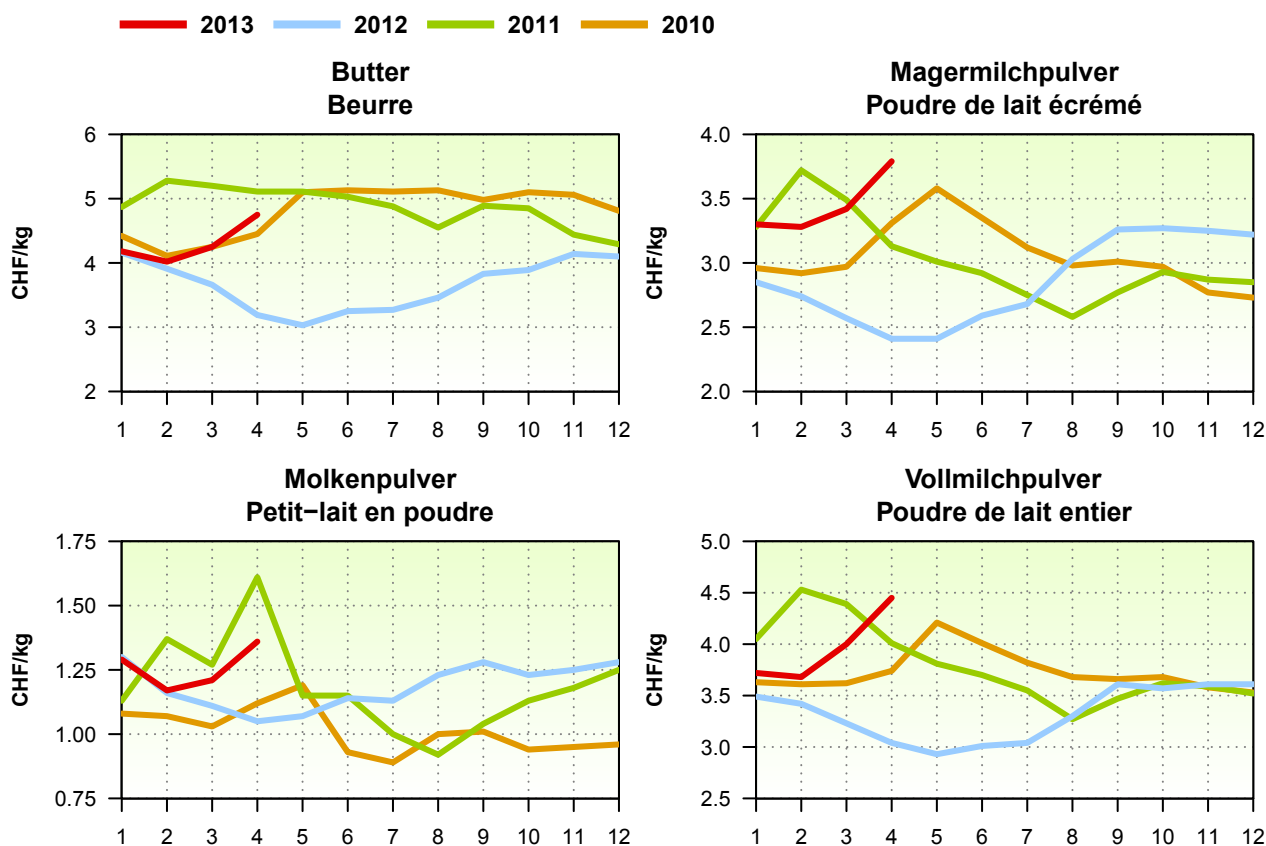 2013 2012 2011 2010
Butter
Beurre
CHF/kg
6
5
4
3
2
1 2 3 4 5 6 7 8 9 10 11 12
Magermilchpulver
Poudre de lait écrémé
CHF/kg
4.0
3.5
3.0
2.5
2.0
1 2 3 4 5 6 7 8 9 10 11 12
Molkenpulver
Petit−lait en poudre
CHF/kg
1.75
1.50
1.25
1.00
0.75
1 2 3 4 5 6 7 8 9 10 11 12
Vollmilchpulver
Poudre de lait entier
CHF/kg
5.0
4.5
4.0
3.5
3.0
2.5
1 2 3 4 5 6 7 8 9 10 11 12